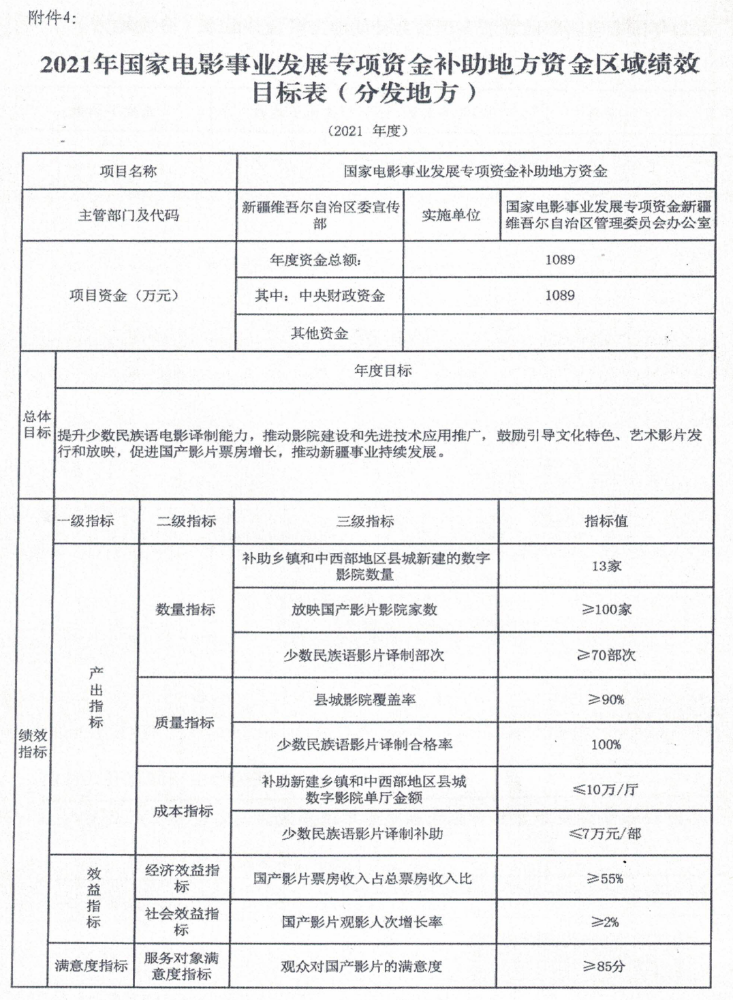 附件4:
2021年国家电影事业发展专项资金补助地方资金区域绩效
目标表（分发地方）
（2021 年度）
项目名称
国家电影事业发展专项资金补助地方资金
主管部门及代码
新疆维吾尔自治区委宣传
部
实施单位
国家电影事业发展专项资金新疆
维吾尔自治区管理委员会办公室
项目资金（万元）
年度资金总额：
1089
其中：中央财政资金
1089
其他资金
总体
目标
年度目标
提升少数民族语电影译制能力，推动影院建设和先进技术应用推广，鼓励引导文化特色、艺术影片发
行和放映，促进国产影片票房增长，推动新疆事业持续发展。
绩效
指标
一级指标
二级指标
三级指标
指标值
产
出
指
标
数量指标
补助乡镇和中西部地区县城新建的数字
影院数量
13家
放映国产影片影院家数
≥100家
少数民族语影片译制部次
≥70部次
质量指标
县城影院覆盖率
≥90%
少数民族语影片译制合格率
100%
成本指标
补助新建乡镇和中西部地区县城
数字影院单厅金额
≤10万/厅
少数民族语影片译制补助
≤7万元/部
效
益
指
标
经济效益指
标
国产影片票房收入占总票房收入比
≥55%
社会效益指
标
国产影片观影人次增长率
≥2%
满意度指标
服务对象满
意度指标
观众对国产影片的满意度
≥85分